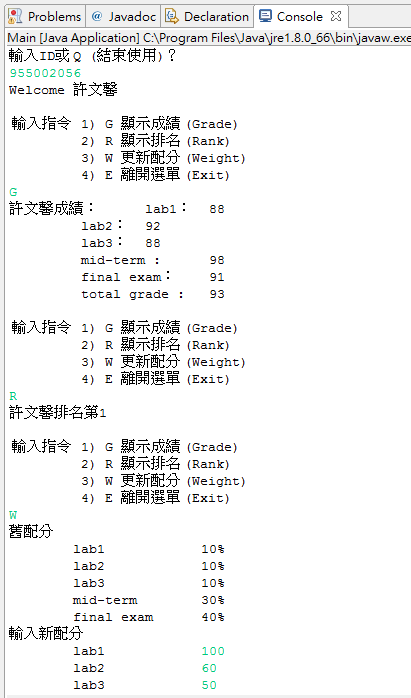 Problems @ Javadoc Declaration Console
Main [Java Application] C:\Program Files\Java\jre1.8.0_66\bin\javaw.exe
輸入ID或Q (結束使用)？
955002056
Welcome 許文馨
輸入指令 1) G 顯示成績 (Grade)
2) R 顯示排名 (Rank)
3) W 更新配分 (Weight)
4) E 離開選單 (Exit)
G
許文馨成績： lab1： 88
lab2： 92
lab3： 88
mid-term : 98
final exam： 91
total grade : 93
輸入指令 1) G 顯示成績 (Grade)
2) R 顯示排名 (Rank)
3) W 更新配分 (Weight)
4) E 離開選單 (Exit)
R
許文馨排名第1
輸入指令 1) G 顯示成績 (Grade)
2) R 顯示排名 (Rank)
3) W 更新配分 (Weight)
4) E 離開選單 (Exit)
W
舊配分
lab1 10%
lab2 10%
lab3 10%
mid-term 30%
final exam 40%
輸入新配分
lab1 100
lab2 60
lab3 50